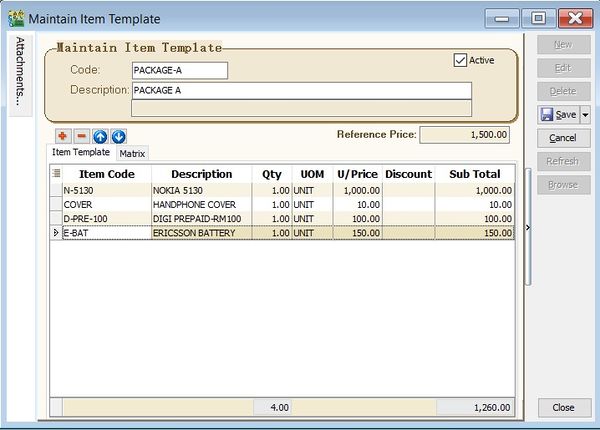 Maintain Item Template
Attachments...
Maintain Item Template
Code: PACKAGE-A
Active
Description: PACKAGE A
Reference Price: 1,500.00
Item Template Matrix
Item Code Description Qty UOM U/Price Discount Sub Total
N-5130 NOKIA 5130 1.00 UNIT 1,000.00 1,000.00
COVER HANDPHONE COVER 1.00 UNIT 10.00 10.00
D-PRE-100 DIGI PREPAID-RM100 1.00 UNIT 100.00 100.00
E-BAT ERICSSON BATTERY 1.00 UNIT 150.00 150.00
4.00 1,260.00
New
Edit
Delete
Save
Cancel
Refresh
Browse
Close